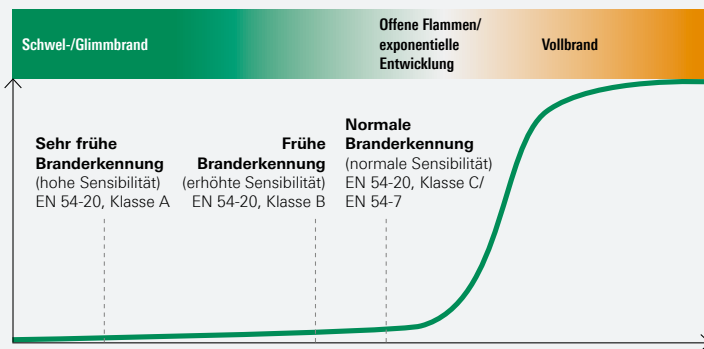 Schwel-/Glimmbrand
Offene Flammen/
exponentielle
Entwicklung
Vollbrand
Sehr frühe
Branderkennung
(hohe Sensibilität)
EN 54-20, Klasse A
Frühe
Branderkennung
(erhöhte Sensibilität)
EN 54-20, Klasse B
Normale
Branderkennung
(normale Sensibilität)
EN 54-20, Klasse C/
EN 54-7